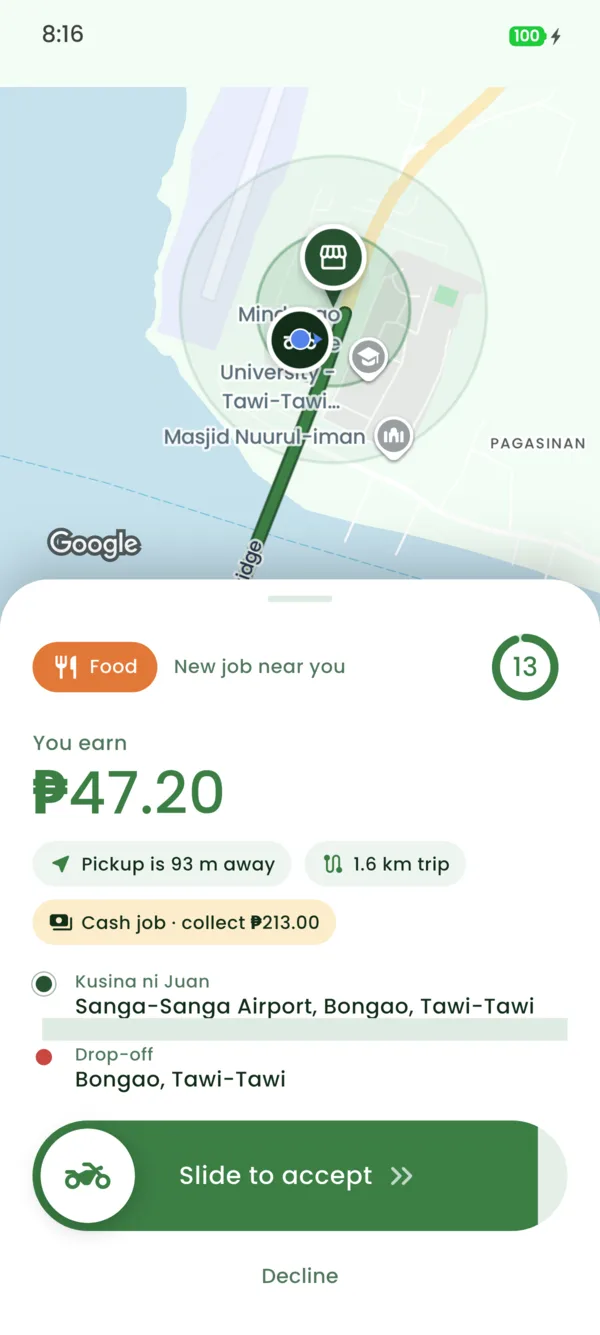 8:16
100
Mind
University -
Tawi-Tawi...
Masjid Nuurul-iman
PAGASINAN
Google
Food
New job near you
13
You earn
₱47.20
Pickup is 93 m away
1.6 km trip
Cash job · collect ₱213.00
Kusina ni Juan
Sanga-Sanga Airport, Bongao, Tawi-Tawi
Drop-off
Bongao, Tawi-Tawi
Slide to accept
Decline